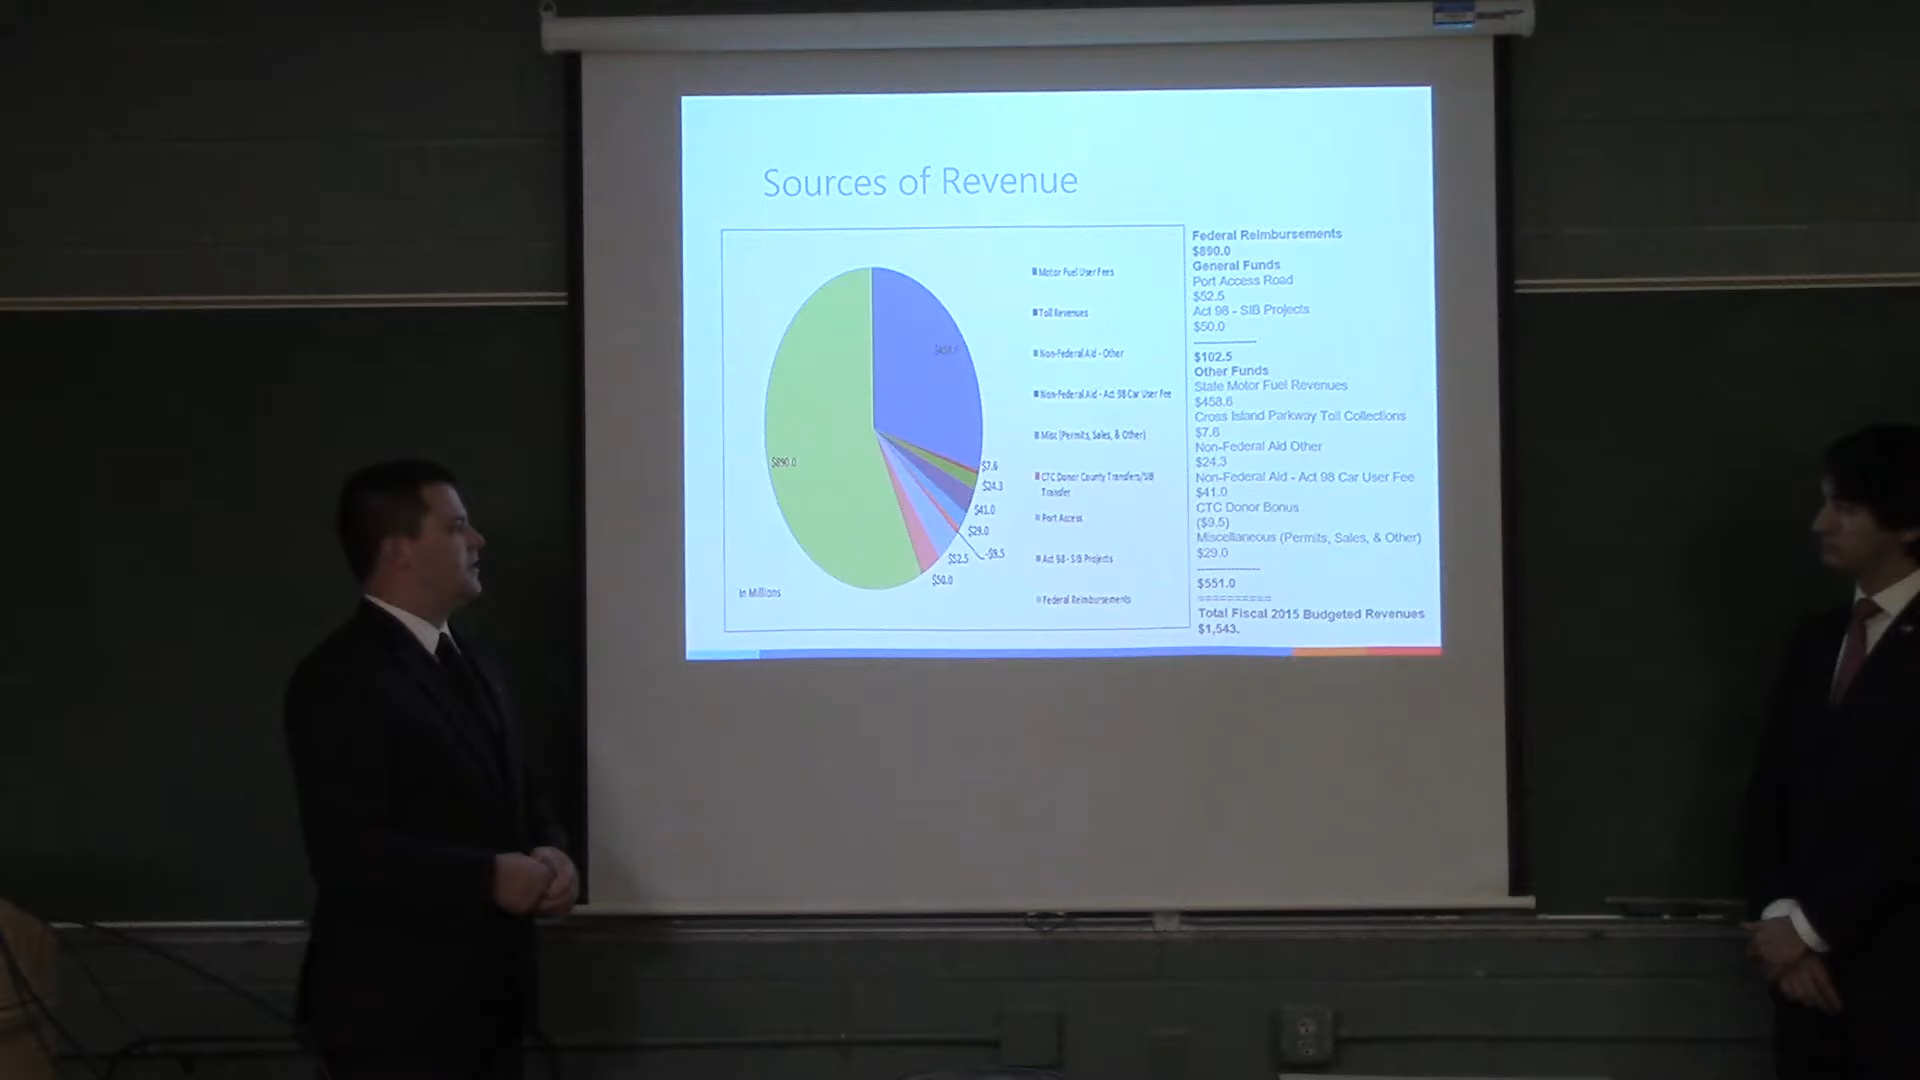 Sources of Revenue
$890.0
$7.6
$24.3
$41.0
$29.0
-$9.5
$52.5
$50.0
In Millions
Motor Fuel User Fees
Toll Revenues
Non-Federal Aid - Other
Non-Federal Aid - Act 98 Car User Fee
Misc (Permits, Sales, & Other)
CTC Donor County Transfers/SIB
Transfer
Port Access
Act 98 - SIB Projects
Federal Reimbursements
Federal Reimbursements
$890.0
General Funds
Port Access Road
$52.5
Act 98 - SIB Projects
$50.0
--------------
$102.5
Other Funds
State Motor Fuel Revenues
$458.6
Cross Island Parkway Toll Collections
$7.6
Non-Federal Aid Other
$24.3
Non-Federal Aid - Act 98 Car User Fee
$41.0
CTC Donor Bonus
($9.5)
Miscellaneous (Permits, Sales, & Other)
$29.0
--------------
$551.0
==========
Total Fiscal 2015 Budgeted Revenues
$1,543.